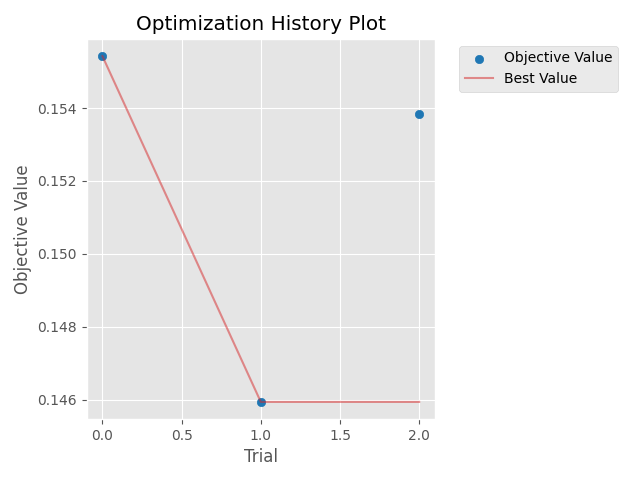 Optimization History Plot
Objective Value
Best Value
0.154
0.152
0.150
0.148
0.146
Objective Value
0.0
0.5
1.0
1.5
2.0
Trial